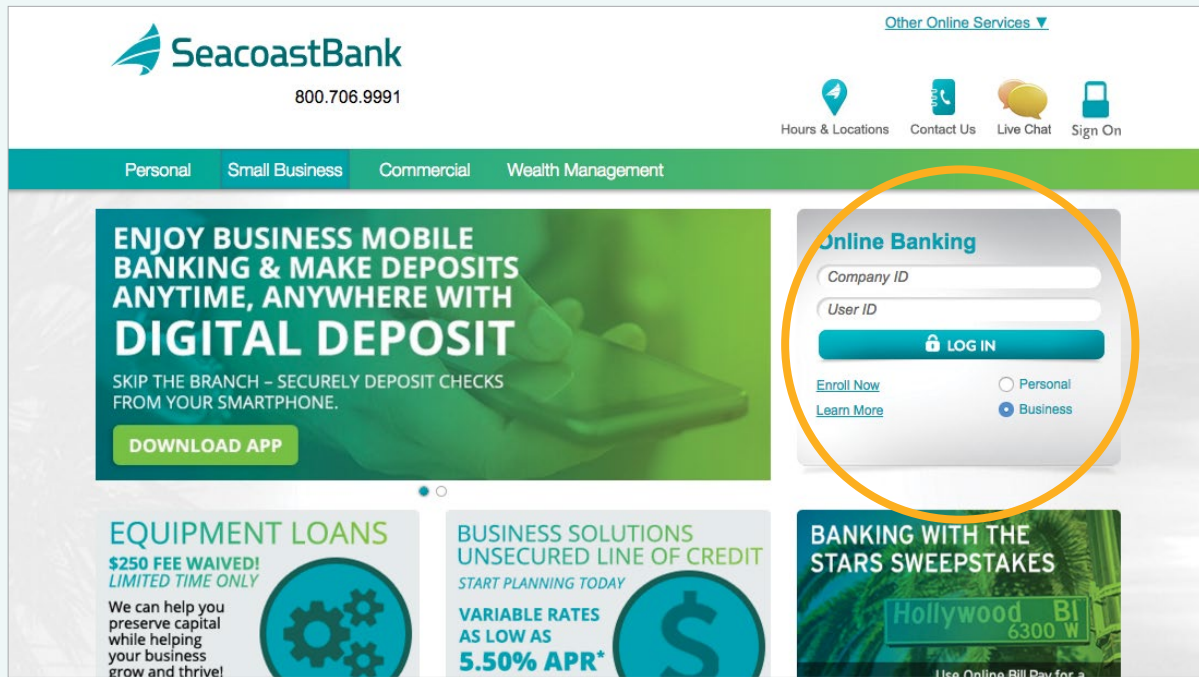 Other Online Services ▼
SeacoastBank
800.706.9991
Hours & Locations
Contact Us
Live Chat
Sign On
Personal
Small Business
Commercial
Wealth Management
ENJOY BUSINESS MOBILE
BANKING & MAKE DEPOSITS
ANYTIME, ANYWHERE WITH
DIGITAL DEPOSIT
SKIP THE BRANCH – SECURELY DEPOSIT CHECKS
FROM YOUR SMARTPHONE.
DOWNLOAD APP
Online Banking
Company ID
User ID
LOG IN
Enroll Now
Personal
Learn More
Business
EQUIPMENT LOANS
$250 FEE WAIVED!
LIMITED TIME ONLY
We can help you
preserve capital
while helping
your business
grow and thrive!
BUSINESS SOLUTIONS
UNSECURED LINE OF CREDIT
START PLANNING TODAY
VARIABLE RATES
AS LOW AS
5.50% APR*
$
BANKING WITH THE
STARS SWEEPSTAKES
Hollywood Bl
6300 W
Use Online Bill Pay for a